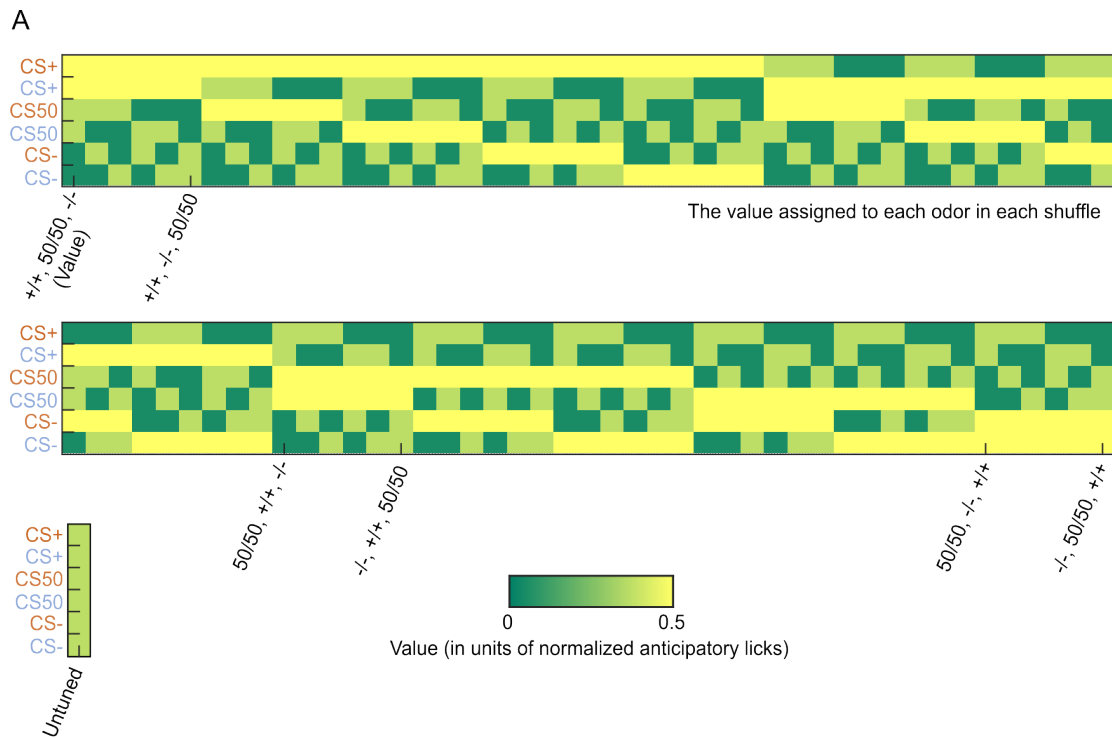 A
CS+
CS+
CS50
CS50
CS-
CS-
+/+, 50/50, -/-
(Value)
+/+, -/-, 50/50
The value assigned to each odor in each shuffle
CS+
CS+
CS50
CS50
CS-
CS-
50/50, +/+, -/-
-/-, +/+, 50/50
50/50, -/-, +/+
-/-, 50/50, +/+
CS+
CS+
CS50
CS50
CS-
CS-
Untuned
0
0.5
Value (in units of normalized anticipatory licks)